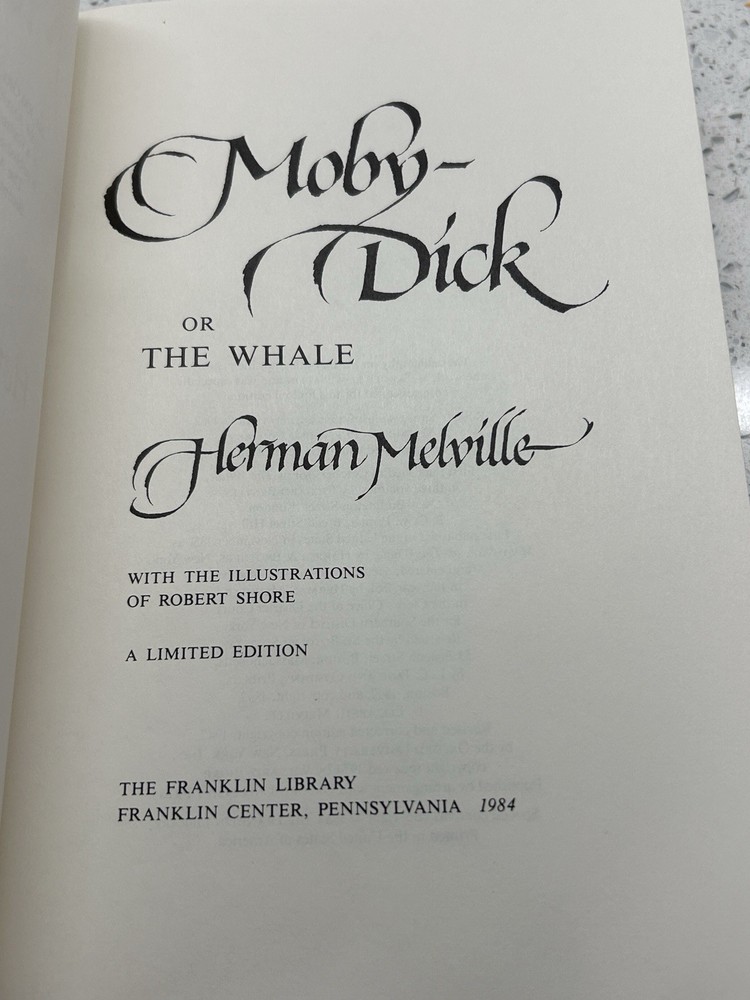 Moby-
Dick
OR
THE WHALE
Herman Melville
WITH THE ILLUSTRATIONS
OF ROBERT SHORE
A LIMITED EDITION
THE FRANKLIN LIBRARY
FRANKLIN CENTER, PENNSYLVANIA 1984